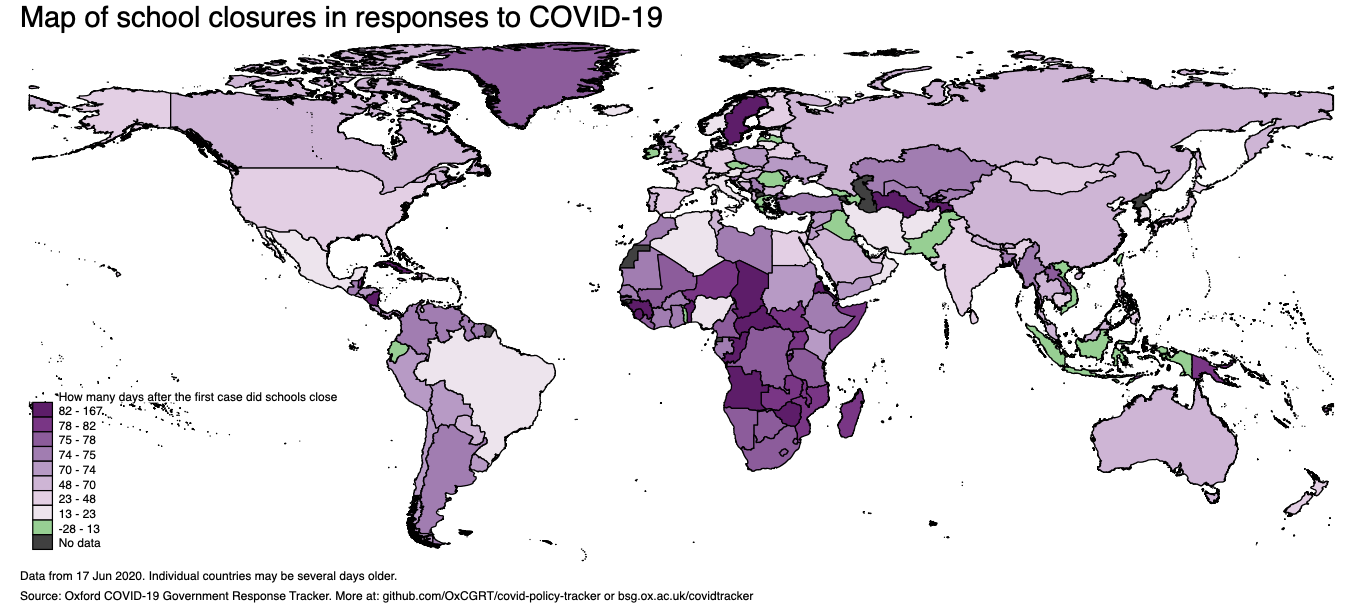 Map of school closures in responses to COVID-19
*How many days after the first case did schools close
82 - 167
78 - 82
75 - 78
74 - 75
70 - 74
48 - 70
23 - 48
13 - 23
-28 - 13
No data
Data from 17 Jun 2020. Individual countries may be several days older.
Source: Oxford COVID-19 Government Response Tracker. More at: github.com/OxCGRT/covid-policy-tracker or bsg.ox.ac.uk/covidtracker